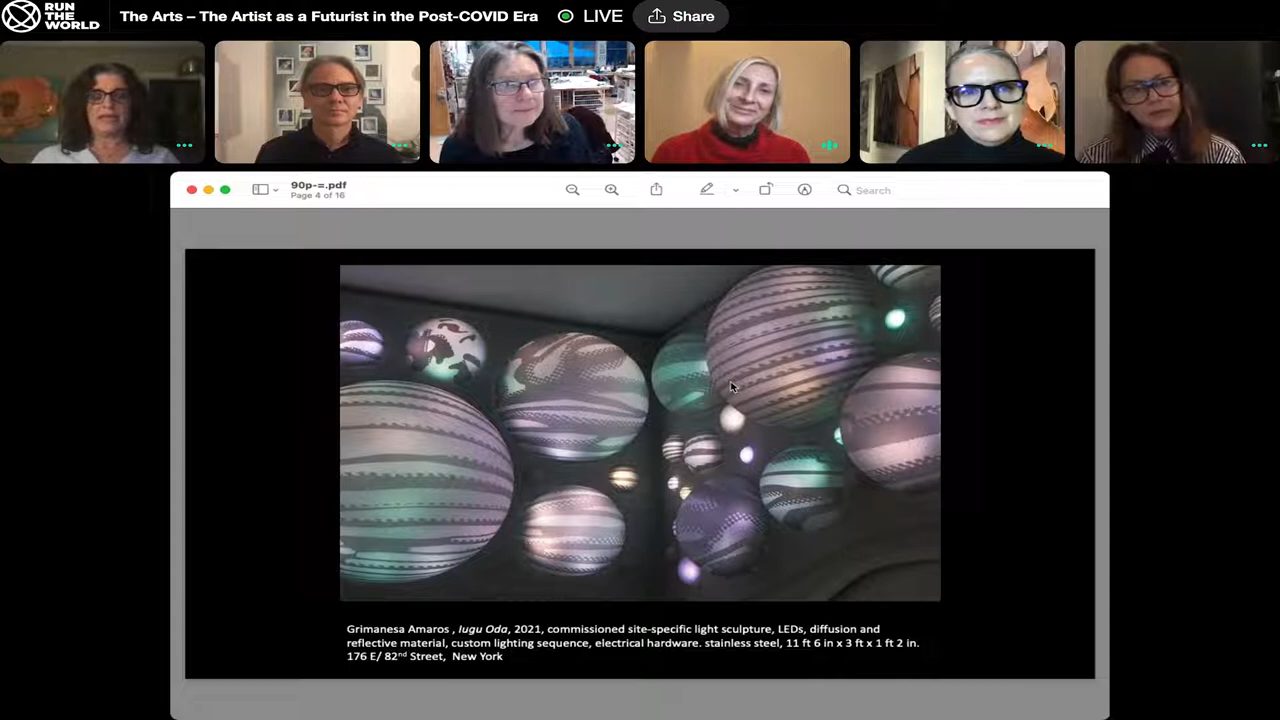 RUN
THE
WORLD
The Arts – The Artist as a Futurist in the Post-COVID Era
LIVE
Share
90p-=.pdf
Page 4 of 16
Search
Grimanesa Amaros , Iugu Oda, 2021, commissioned site-specific light sculpture, LEDs, diffusion and
reflective material, custom lighting sequence, electrical hardware. stainless steel, 11 ft 6 in x 3 ft x 1 ft 2 in.
176 E/ 82nd Street, New York